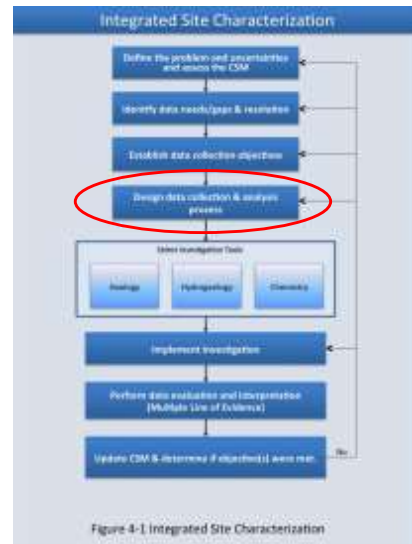 Integrated Site Characterization
Define the problem and uncertainties
and assess the CSM
Identify data needs/gaps & resolution
Establish data collection objectives
Design data collection & analysis
process
Select Investigation Tools
Geology
Hydrogeology
Chemistry
Implement investigation
Perform data evaluation and interpretation
(Multiple Line of Evidence)
Update CSM & determine if objective(s) were met.
No
Figure 4-1 Integrated Site Characterization